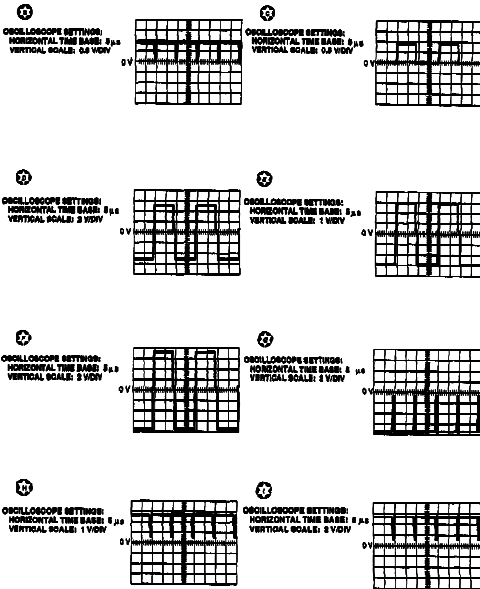 OSCILLOSCOPE SETTINGS:
HORIZONTAL TIME BASE: 5 µs
VERTICAL SCALE: 0.5 V/DIV
0 V
OSCILLOSCOPE SETTINGS:
HORIZONTAL TIME BASE: 5 µs
VERTICAL SCALE: 0.5 V/DIV
0 V
OSCILLOSCOPE SETTINGS:
HORIZONTAL TIME BASE: 5 µs
VERTICAL SCALE: 2 V/DIV
0 V
OSCILLOSCOPE SETTINGS:
HORIZONTAL TIME BASE: 5 µs
VERTICAL SCALE: 1 V/DIV
0 V
OSCILLOSCOPE SETTINGS:
HORIZONTAL TIME BASE: 5 µs
VERTICAL SCALE: 2 V/DIV
0 V
OSCILLOSCOPE SETTINGS:
HORIZONTAL TIME BASE: 5 µs
VERTICAL SCALE: 2 V/DIV
0 V
OSCILLOSCOPE SETTINGS:
HORIZONTAL TIME BASE: 5 µs
VERTICAL SCALE: 1 V/DIV
0 V
OSCILLOSCOPE SETTINGS:
HORIZONTAL TIME BASE: 5 µs
VERTICAL SCALE: 2 V/DIV
0 V